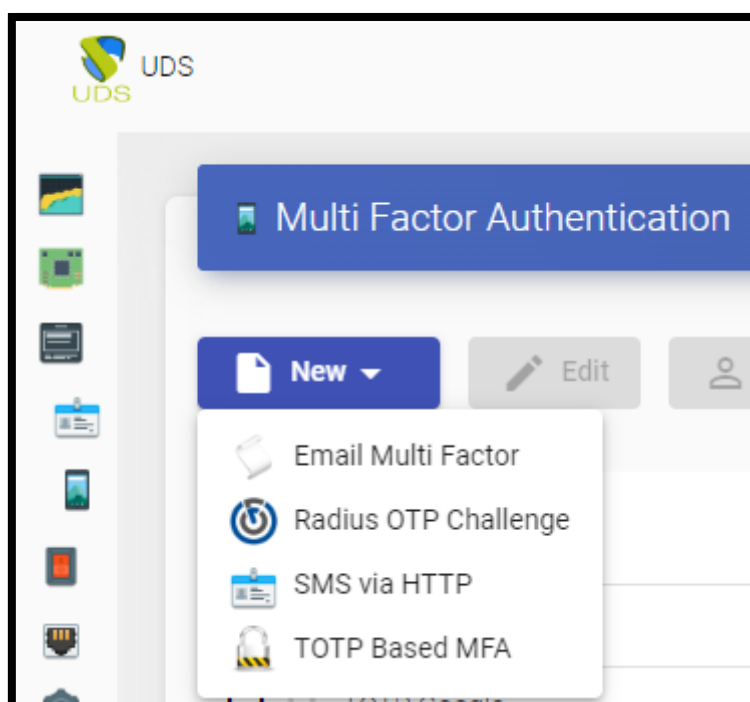 UDS
UDS
Multi Factor Authentication
New
Edit
Email Multi Factor
Radius OTP Challenge
SMS via HTTP
TOTP Based MFA